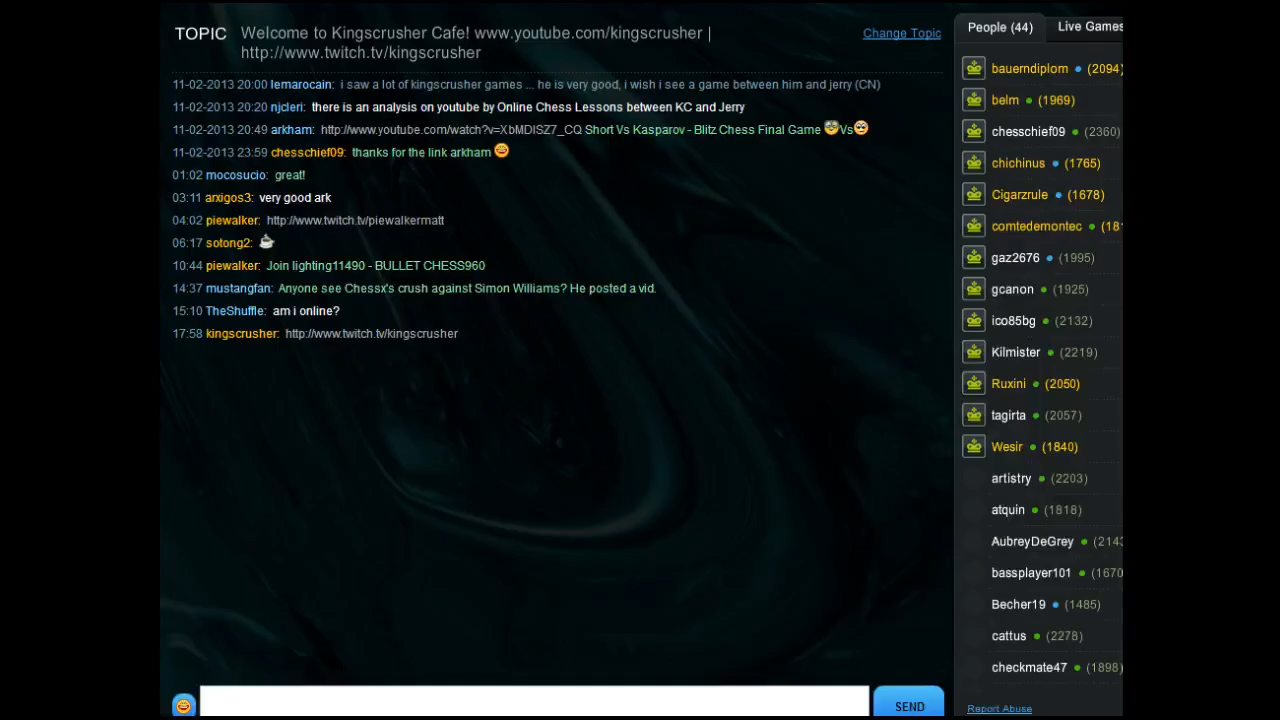 TOPIC Welcome to Kingscrusher Cafe! www.youtube.com/kingscrusher |
http://www.twitch.tv/kingscrusher
Change Topic
11-02-2013 20:00 lemarocain: i saw a lot of kingscrusher games ... he is very good, i wish i see a game between him and jerry (CN)
11-02-2013 20:20 njcleri: there is an analysis on youtube by Online Chess Lessons between KC and Jerry
11-02-2013 20:49 arkham: http://www.youtube.com/watch?v=XbMDISZ7_CQ Short Vs Kasparov - Blitz Chess Final Game Vs
11-02-2013 23:59 chesschief09: thanks for the link arkham
01:02 mocosucio: great!
03:11 arxigos3: very good ark
04:02 piewalker: http://www.twitch.tv/piewalkermatt
06:17 sotong2:
10:44 piewalker: Join lighting11490 - BULLET CHESS960
14:37 mustangfan: Anyone see Chessx's crush against Simon Williams? He posted a vid.
15:10 TheShuffle: am i online?
17:58 kingscrusher: http://www.twitch.tv/kingscrusher
SEND
People (44) Live Games
bauerndiplom (2094)
belm (1969)
chesschief09 (2360)
chichinus (1765)
Cigarzrule (1678)
comtedemontec (181
gaz2676 (1995)
gcanon (1925)
ico85bg (2132)
Kilmister (2219)
Ruxini (2050)
tagirta (2057)
Wesir (1840)
artistry (2203)
atquin (1818)
AubreyDeGrey (2143
bassplayer101 (1670
Becher19 (1485)
cattus (2278)
checkmate47 (1898)
Report Abuse